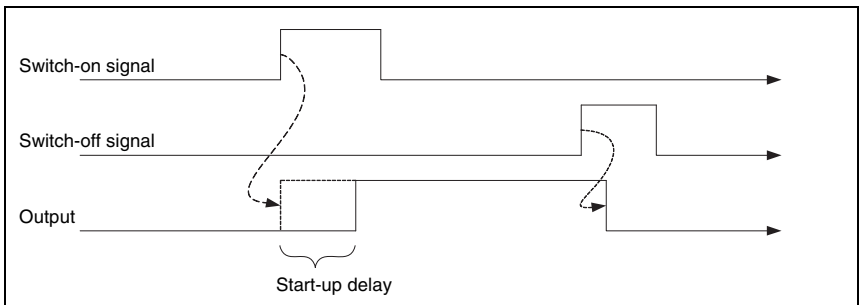 Switch-on signal
Switch-off signal
Output
Start-up delay